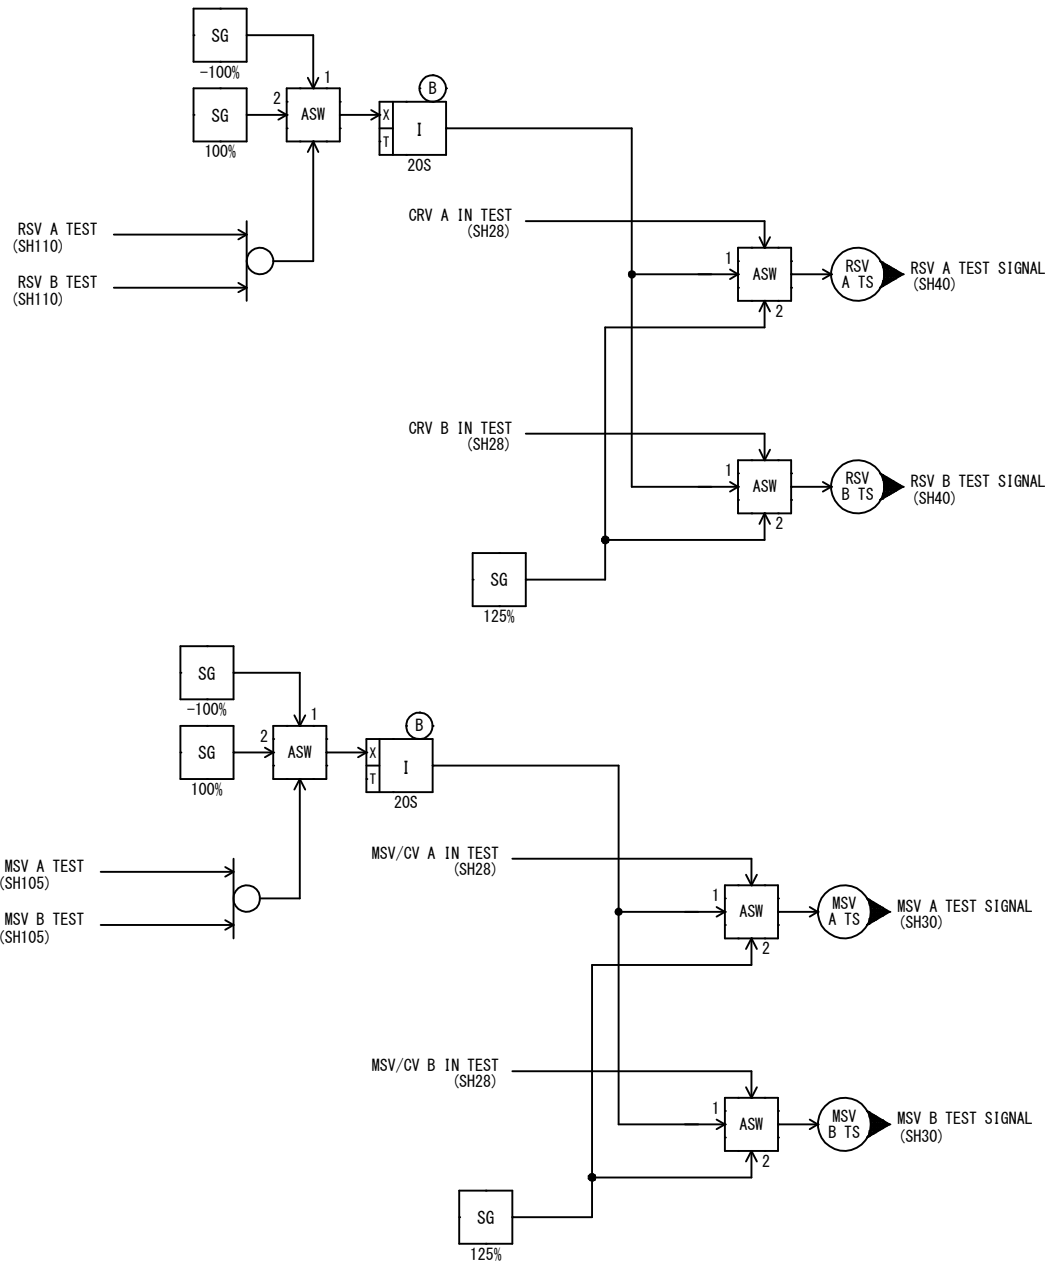 SG
-100%
1
2
SG
ASW
100%
B
X
T
I
20S
RSV A TEST
(SH110)
RSV B TEST
(SH110)
CRV A IN TEST
(SH28)
1
ASW
2
RSV
A TS
RSV A TEST SIGNAL
(SH40)
CRV B IN TEST
(SH28)
1
ASW
2
RSV
B TS
RSV B TEST SIGNAL
(SH40)
SG
125%
SG
-100%
1
2
SG
ASW
100%
B
X
T
I
20S
MSV A TEST
(SH105)
MSV B TEST
(SH105)
MSV/CV A IN TEST
(SH28)
1
ASW
2
MSV
A TS
MSV A TEST SIGNAL
(SH30)
MSV/CV B IN TEST
(SH28)
1
ASW
2
MSV
B TS
MSV B TEST SIGNAL
(SH30)
SG
125%